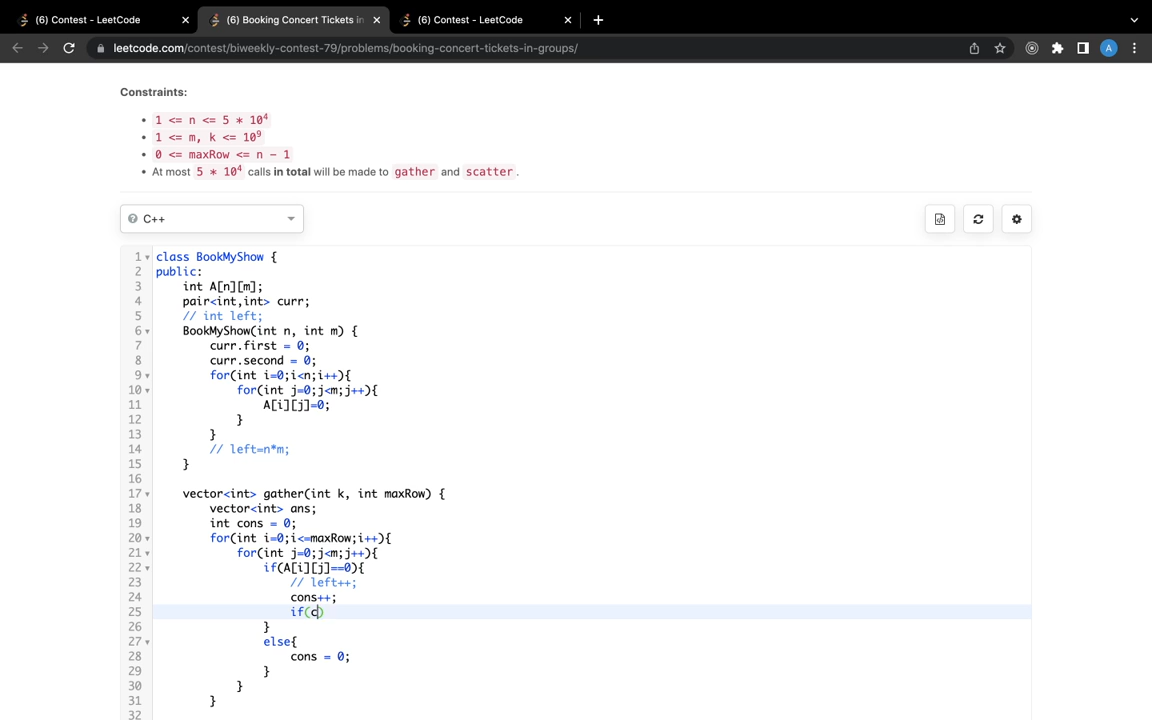 (6) Contest - LeetCode
(6) Booking Concert Tickets in
(6) Contest - LeetCode
leetcode.com/contest/biweekly-contest-79/problems/booking-concert-tickets-in-groups/
A
Constraints:
• 1 <= n <= 5 * 10⁴
• 1 <= m, k <= 10⁹
• 0 <= maxRow <= n - 1
• At most 5 * 10⁴ calls in total will be made to gather and scatter.
C++
1 class BookMyShow {
2 public:
3     int A[n][m];
4     pair<int,int> curr;
5     // int left;
6     BookMyShow(int n, int m) {
7         curr.first = 0;
8         curr.second = 0;
9         for(int i=0;i<n;i++){
10             for(int j=0;j<m;j++){
11                 A[i][j]=0;
12             }
13         }
14         // left=n*m;
15     }
16
17     vector<int> gather(int k, int maxRow) {
18         vector<int> ans;
19         int cons = 0;
20         for(int i=0;i<=maxRow;i++){
21             for(int j=0;j<m;j++){
22                 if(A[i][j]==0){
23                     // left++;
24                     cons++;
25                     if(c)
26                 }
27                 else{
28                     cons = 0;
29                 }
30             }
31         }
32